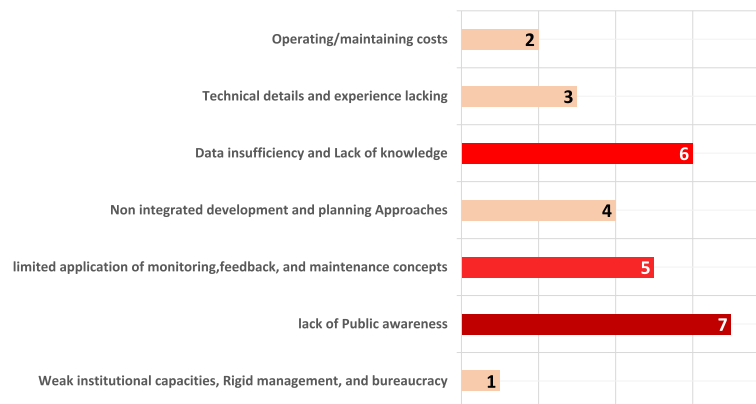 Operating/maintaining costs 2
Technical details and experience lacking 3
Data insufficiency and Lack of knowledge 6
Non integrated development and planning Approaches 4
limited application of monitoring,feedback, and maintenance concepts 5
lack of Public awareness 7
Weak institutional capacities, Rigid management, and bureaucracy 1